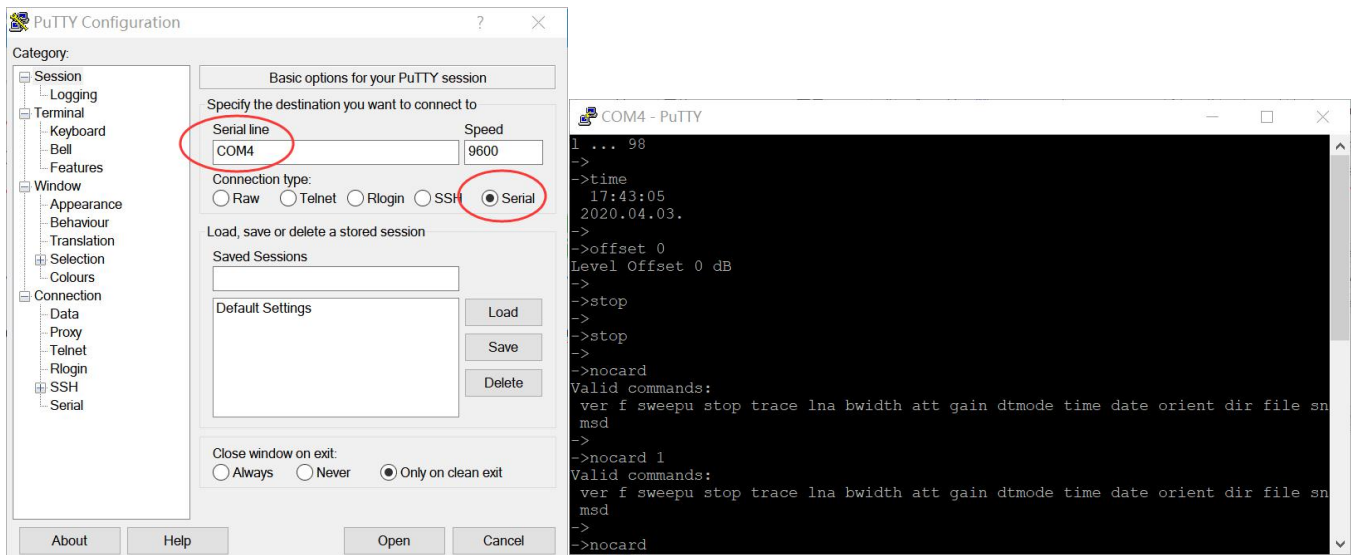 PuTTY Configuration
Category:
Session
Logging
Terminal
Keyboard
Bell
Features
Window
Appearance
Behaviour
Translation
Selection
Colours
Connection
Data
Proxy
Telnet
Rlogin
SSH
Serial
Basic options for your PuTTY session
Specify the destination you want to connect to
Serial line Speed
COM4 9600
Connection type:
Raw Telnet Rlogin SSH Serial
Load, save or delete a stored session
Saved Sessions
Default Settings
Load
Save
Delete
Close window on exit:
Always Never Only on clean exit
About Help Open Cancel
COM4 - PuTTY
1 ... 98
->
->time
17:43:05
2020.04.03.
->
->offset 0
Level Offset 0 dB
->
->stop
->
->stop
->
->nocard
Valid commands:
ver f sweepu stop trace lna bwidth att gain dtmode time date orient dir file sn
msd
->
->nocard 1
Valid commands:
ver f sweepu stop trace lna bwidth att gain dtmode time date orient dir file sn
msd
->
->nocard